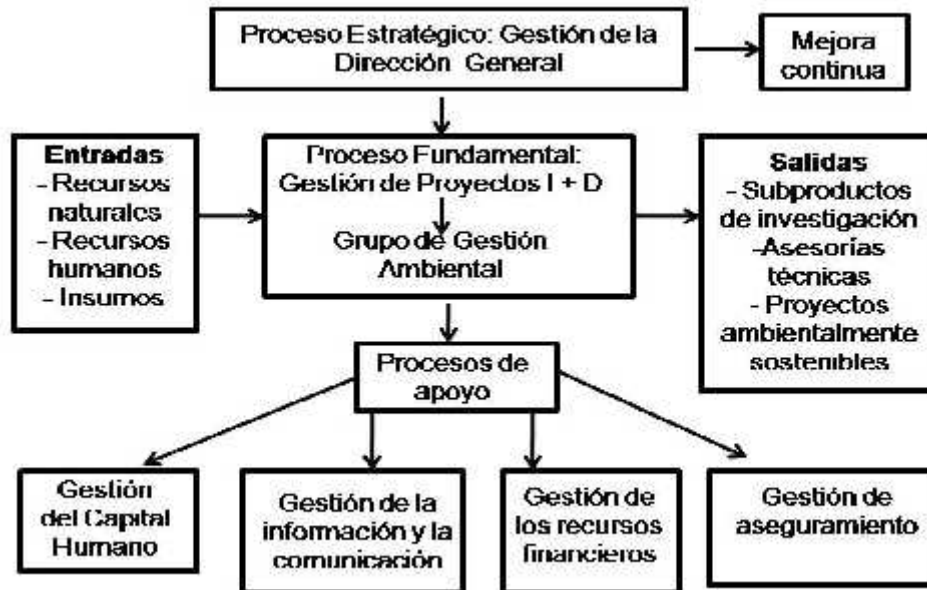 Proceso Estratégico: Gestión de la
Dirección General
Mejora
continua
Entradas
- Recursos
naturales
- Recursos
humanos
- Insumos
Proceso Fundamental:
Gestión de Proyectos I + D
Grupo de Gestión
Ambiental
Salidas
- Subproductos
de investigación
-Asesorías
técnicas
- Proyectos
ambientalmente
sostenibles
Procesos de
apoyo
Gestión
del Capital
Humano
Gestión de la
información y la
comunicación
Gestión de
los recursos
financieros
Gestión de
aseguramiento